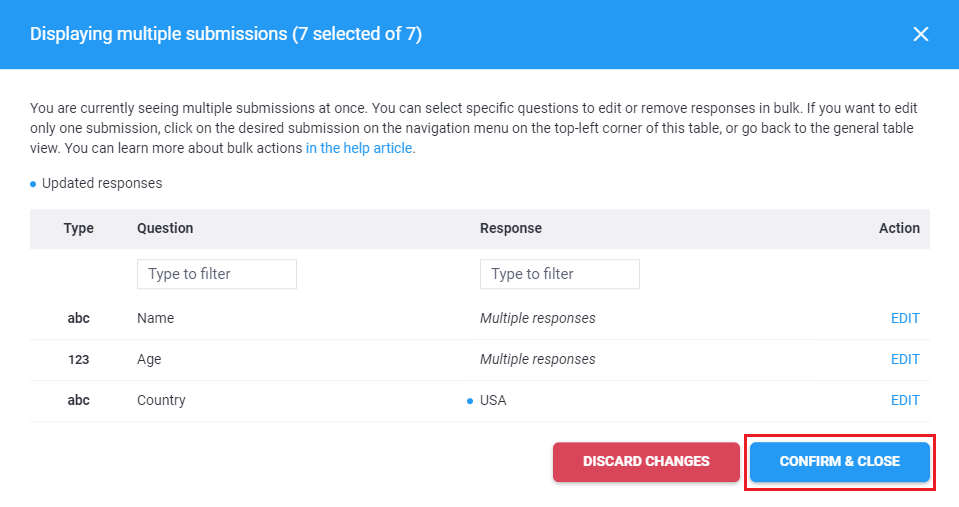 Displaying multiple submissions (7 selected of 7)
You are currently seeing multiple submissions at once. You can select specific questions to edit or remove responses in bulk. If you want to edit
only one submission, click on the desired submission on the navigation menu on the top-left corner of this table, or go back to the general table
view. You can learn more about bulk actions in the help article.
Updated responses
Type Question Response Action
Type to filter Type to filter
abc Name Multiple responses EDIT
123 Age Multiple responses EDIT
abc Country USA EDIT
DISCARD CHANGES CONFIRM & CLOSE